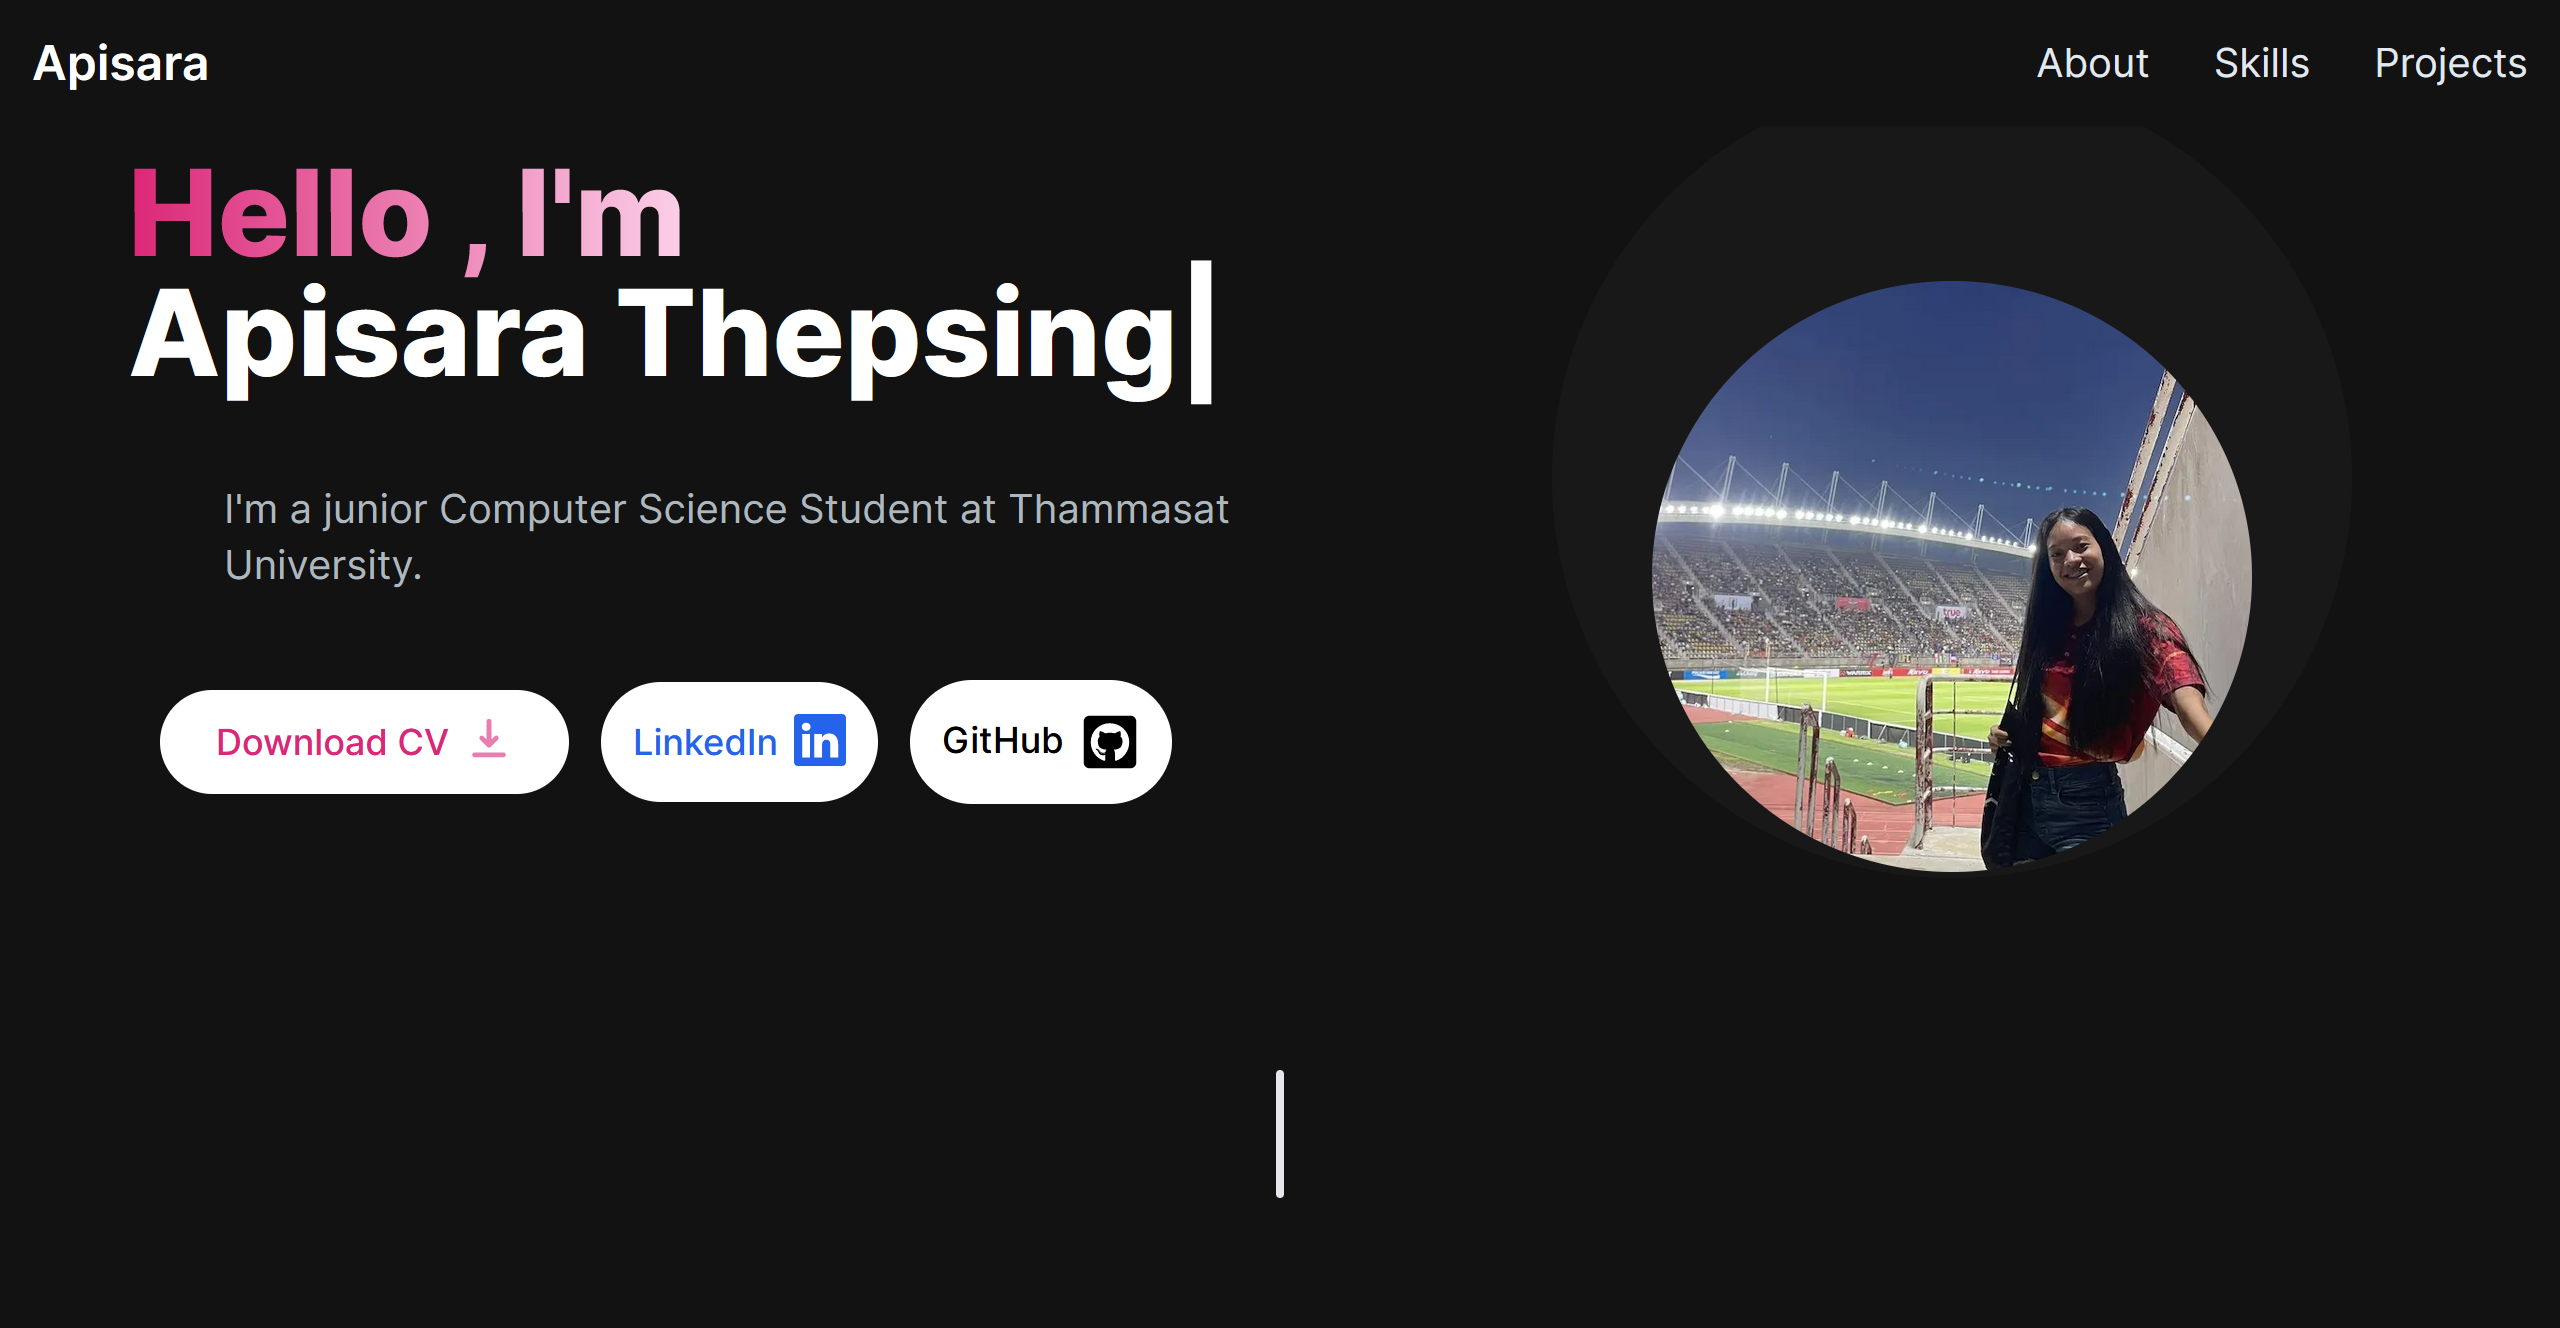 Apisara
About
Skills
Projects
Hello , I'm
Apisara Thepsing
I'm a junior Computer Science Student at Thammasat
University.
Download CV
LinkedIn
in
GitHub
true